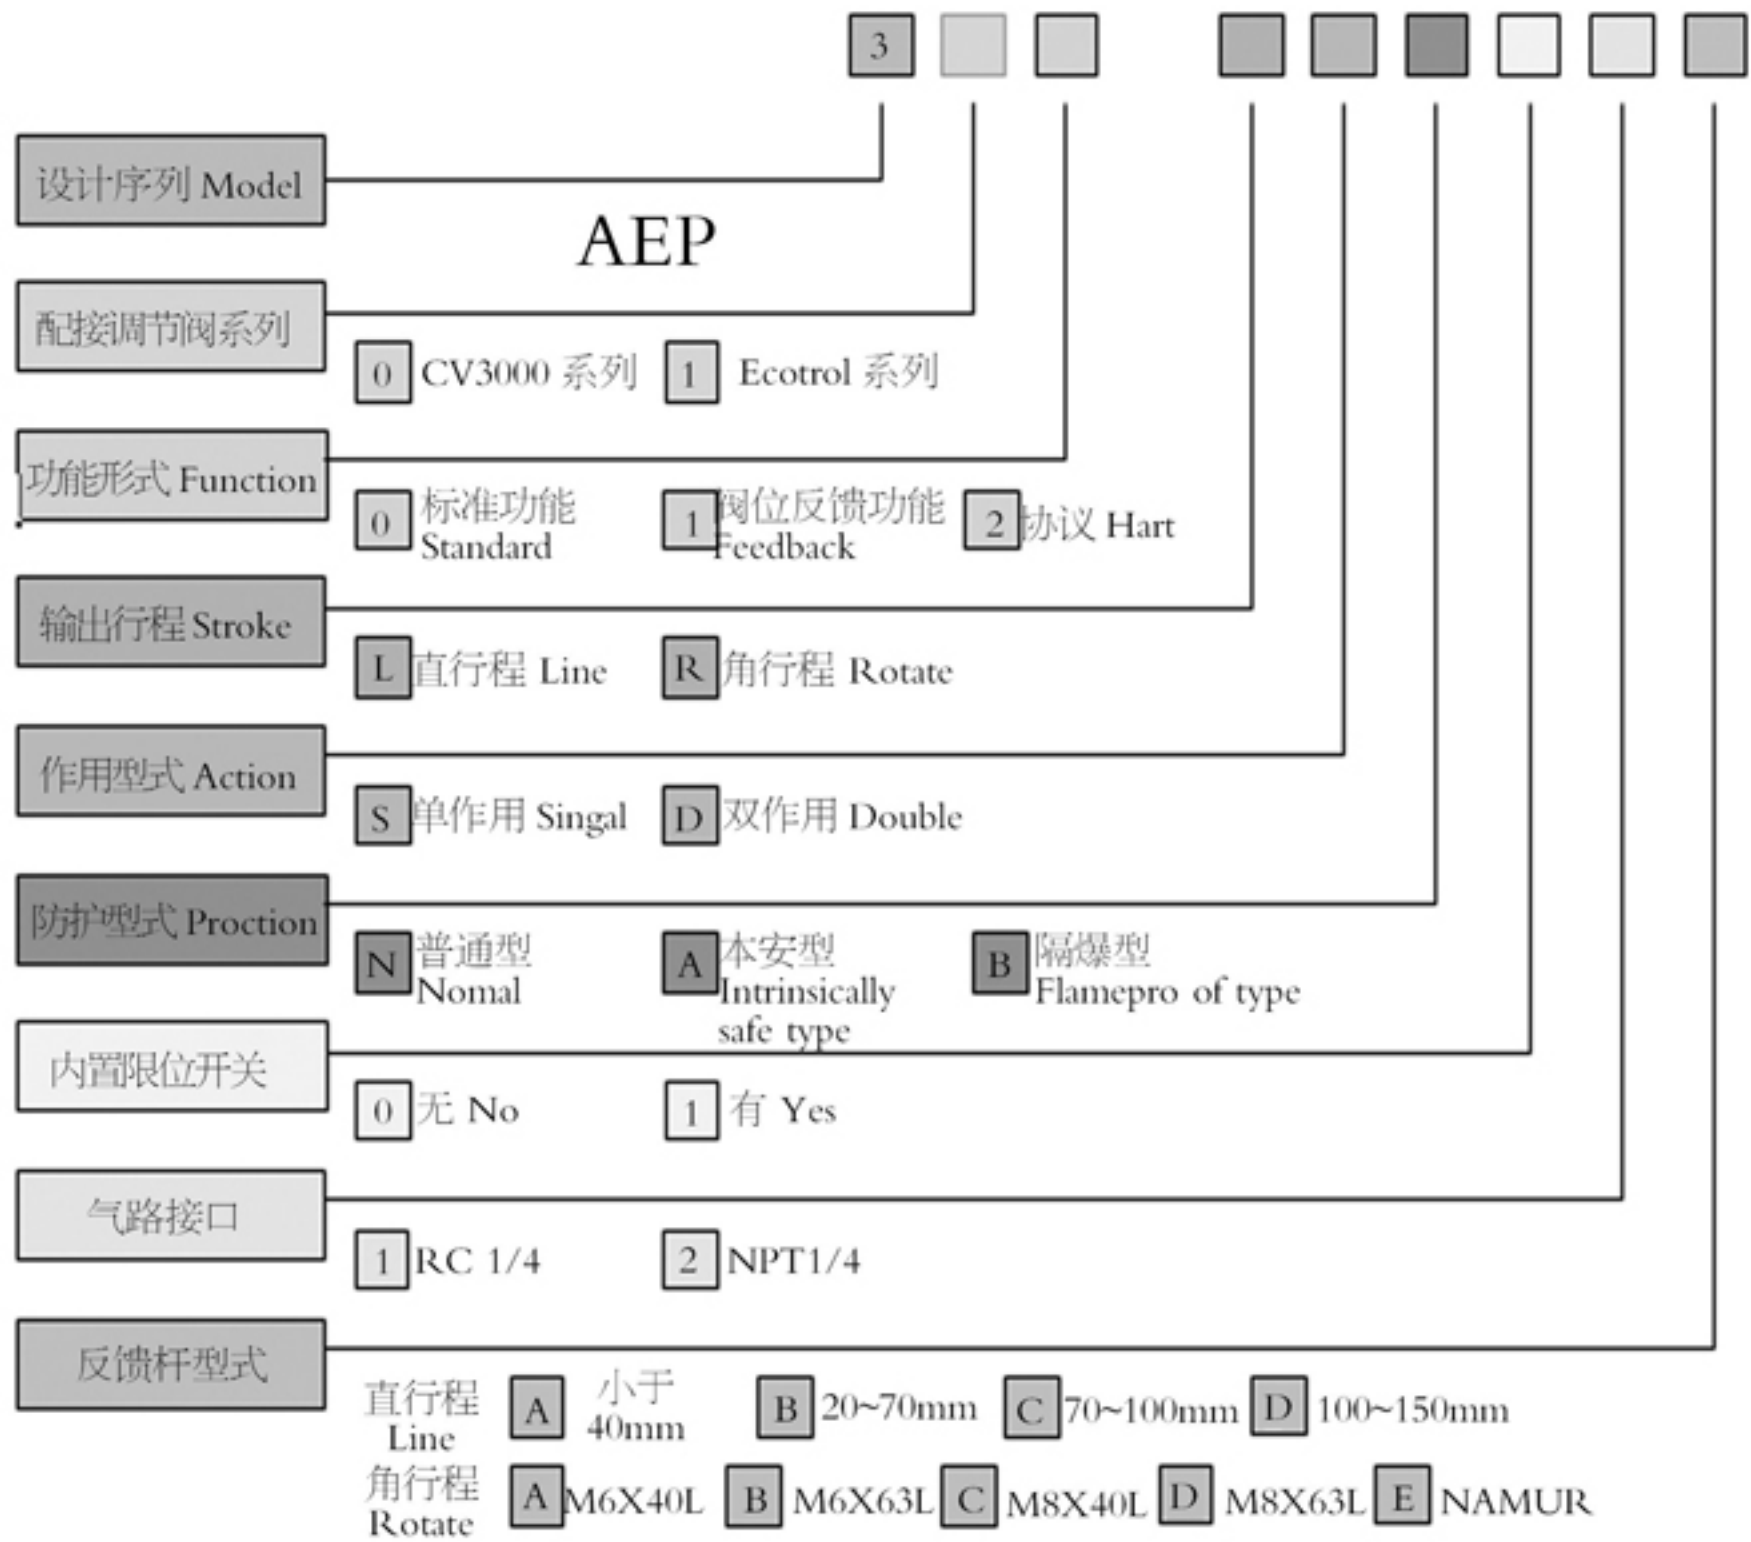 3
设计序列 Model
AEP
配接调节阀系列
0 CV3000 系列 1 Ecotrol 系列
功能形式 Function
0 标准功能 Standard 1 阀位反馈功能 Feedback 2 协议 Hart
输出行程 Stroke
L 直行程 Line R 角行程 Rotate
作用型式 Action
S 单作用 Singal D 双作用 Double
防护型式 Proction
N 普通型 Nomal A 本安型 Intrinsically safe type B 隔爆型 Flamepro of type
内置限位开关
0 无 No 1 有 Yes
气路接口
1 RC 1/4 2 NPT1/4
反馈杆型式
直行程 Line A 小于 40mm B 20~70mm C 70~100mm D 100~150mm
角行程 Rotate A M6X40L B M6X63L C M8X40L D M8X63L E NAMUR